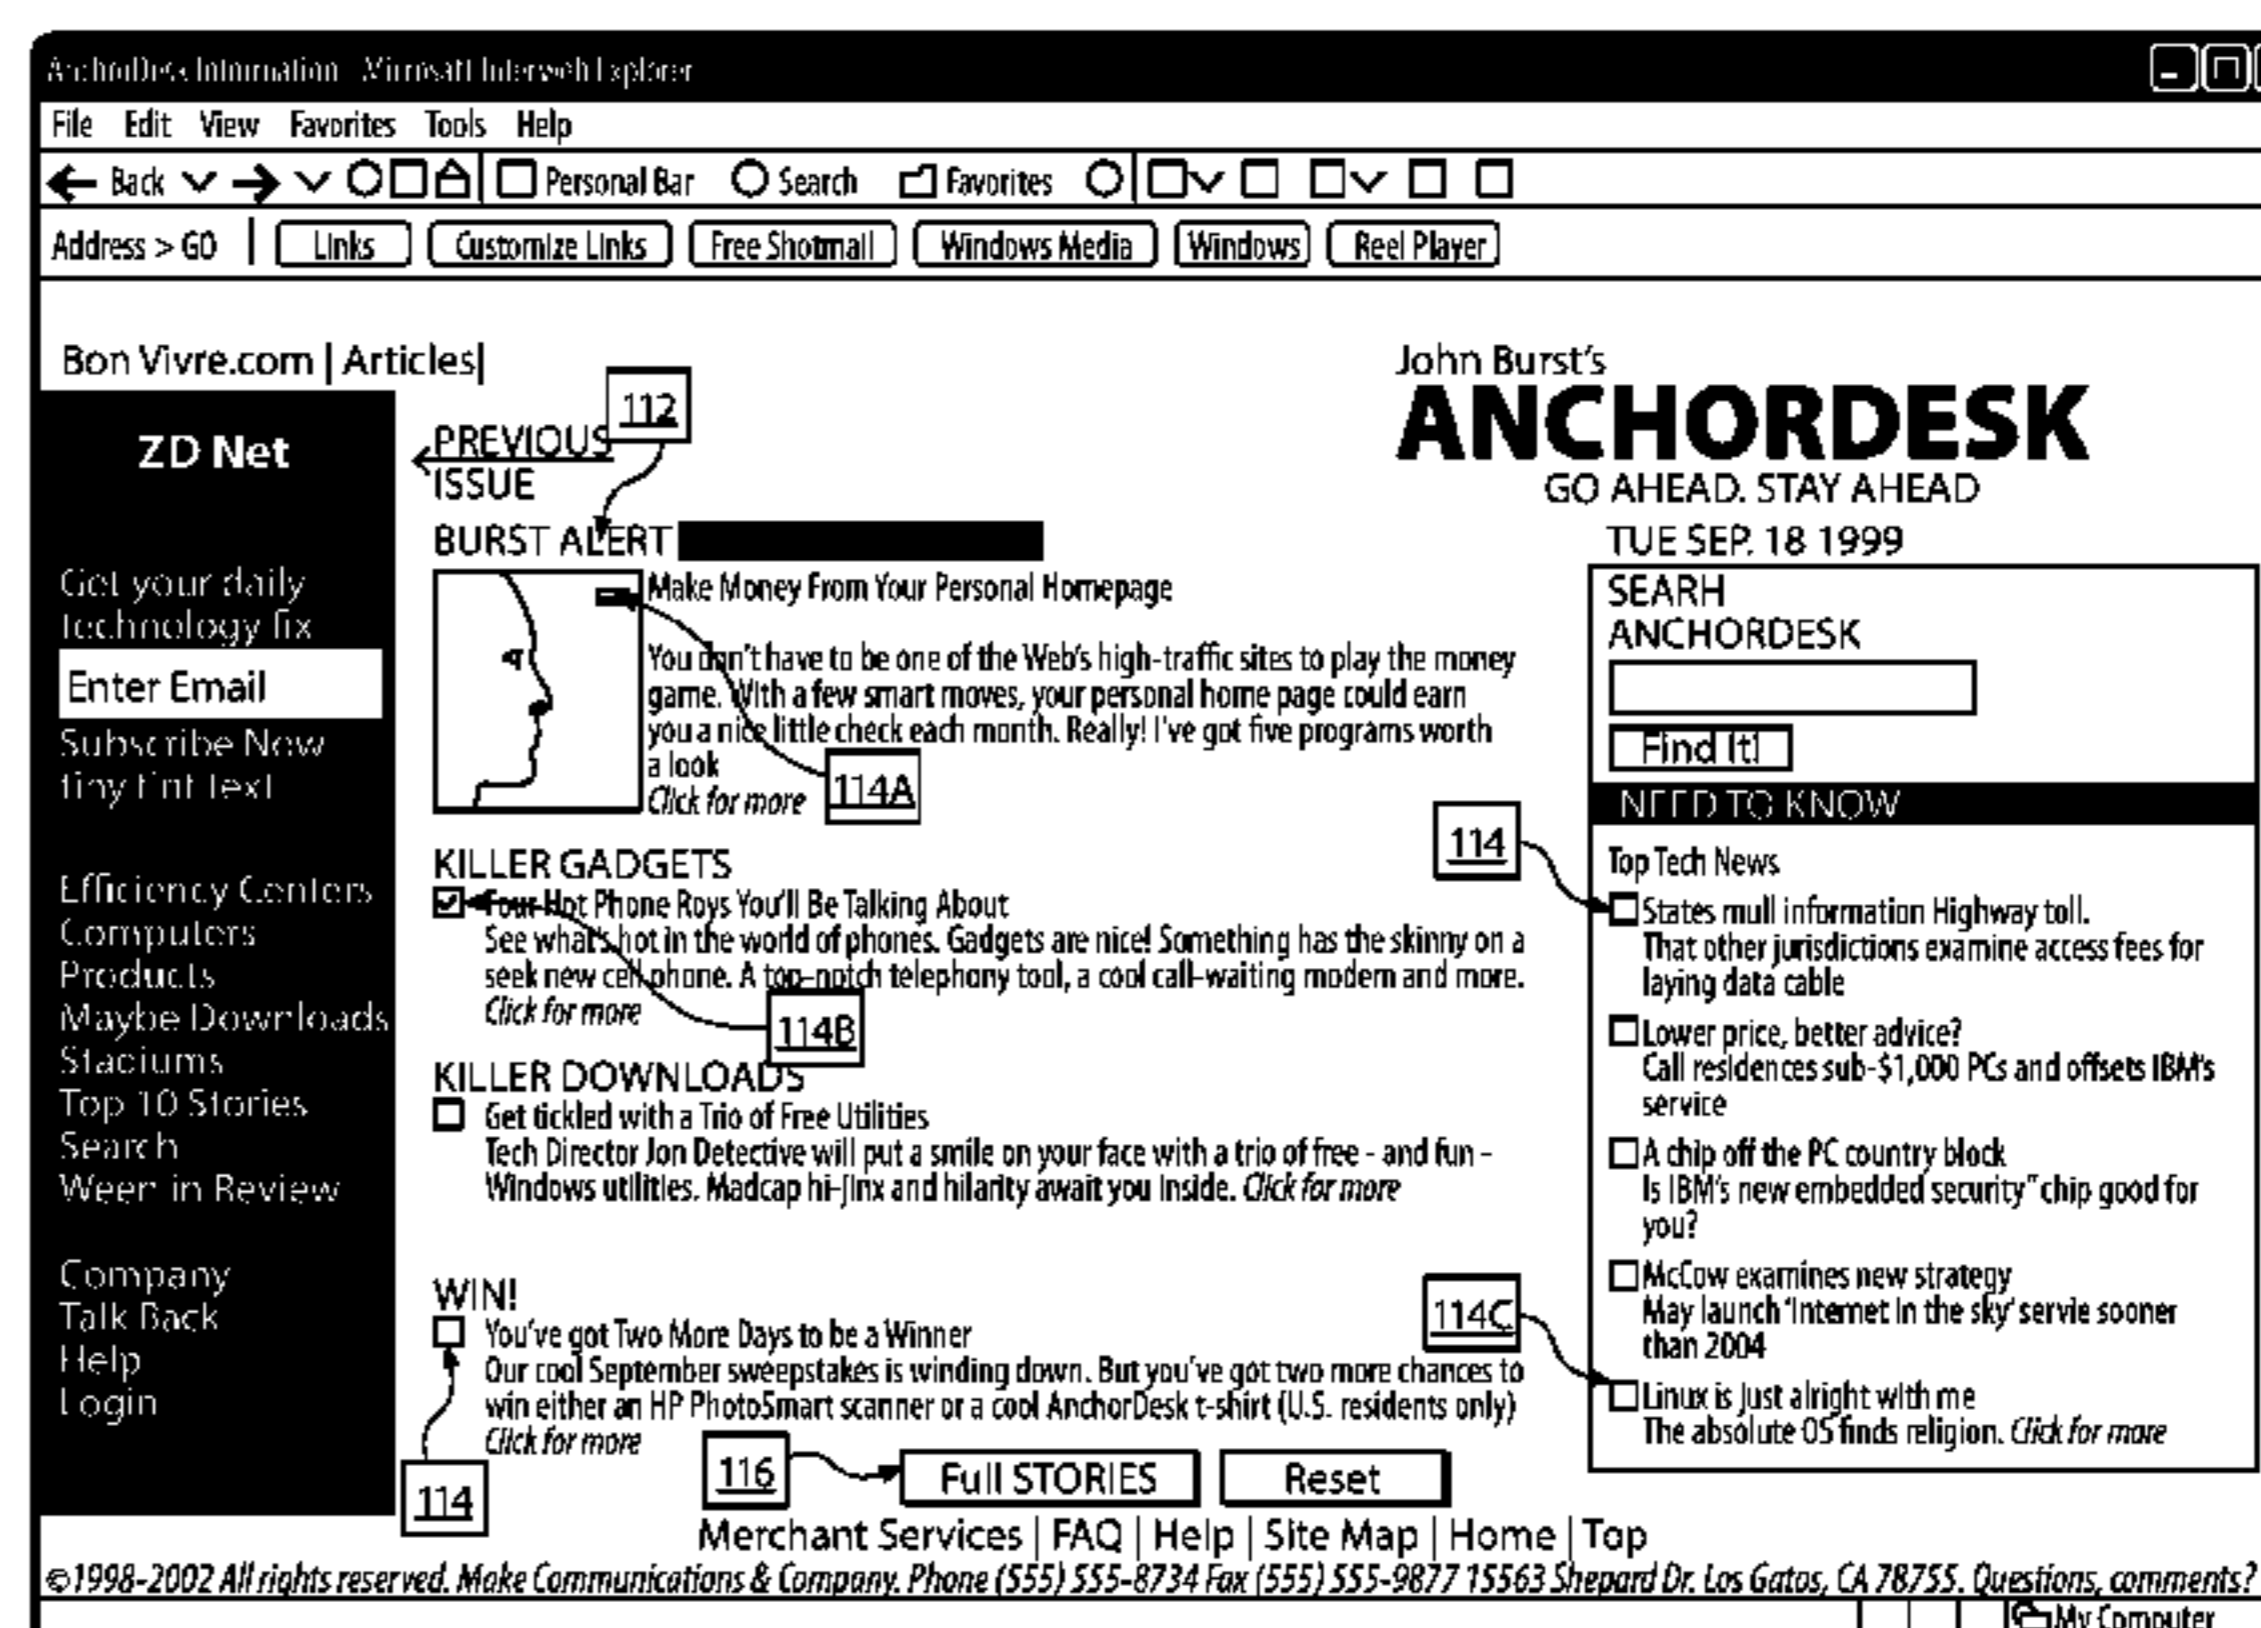 AnchroDesk Information - Microsatt Interweb Explorer
File Edit View Favorites Tools Help
Back Personal Bar Search Favorites
Address > GO Links Customize Links Free Shotmail Windows Media Windows Reel Player
Bon Vivre.com | Articles|
John Burst's
ANCHORDESK
GO AHEAD. STAY AHEAD
TUE SEP. 18 1999
ZD Net
Get your daily
technology fix
Enter Email
Subscribe Now
tiny tint text
Efficiency Centers
Computers
Products
Maybe Downloads
Stadiums
Top 10 Stories
Search
Ween in Review
Company
Talk Back
Help
Login
112
PREVIOUS
ISSUE
BURST ALERT
Make Money From Your Personal Homepage
You don't have to be one of the Web's high-traffic sites to play the money
game. With a few smart moves, your personal home page could earn
you a nice little check each month. Really! I've got five programs worth
a look
Click for more
114A
KILLER GADGETS
Four Hot Phone Roys You'll Be Talking About
See what's hot in the world of phones. Gadgets are nice! Something has the skinny on a
seek new cell phone. A top-notch telephony tool, a cool call-waiting modem and more.
Click for more
114B
KILLER DOWNLOADS
Get tickled with a Trio of Free Utilities
Tech Director Jon Detective will put a smile on your face with a trio of free - and fun -
Windows utilities. Madcap hi-jinx and hilarity await you inside. Click for more
WIN!
You've got Two More Days to be a Winner
Our cool September sweepstakes is winding down. But you've got two more chances to
win either an HP PhotoSmart scanner or a cool AnchorDesk t-shirt (U.S. residents only)
Click for more
114
116
Full STORIES Reset
SEARH
ANCHORDESK
Find It!
NEED TO KNOW
114
Top Tech News
States mull information Highway toll.
That other jurisdictions examine access fees for
laying data cable
Lower price, better advice?
Call residences sub-$1,000 PCs and offsets IBM's
service
A chip off the PC country block
Is IBM's new embedded security" chip good for
you?
McCow examines new strategy
May launch 'Internet in the sky' servie sooner
than 2004
114C
Linux is just alright with me
The absolute OS finds religion. Click for more
Merchant Services | FAQ | Help | Site Map | Home | Top
©1998-2002 All rights reserved. Make Communications & Company. Phone (555) 555-8734 Fax (555) 555-9877 15563 Shepard Dr. Los Gatos, CA 78755. Questions, comments?
My Computer